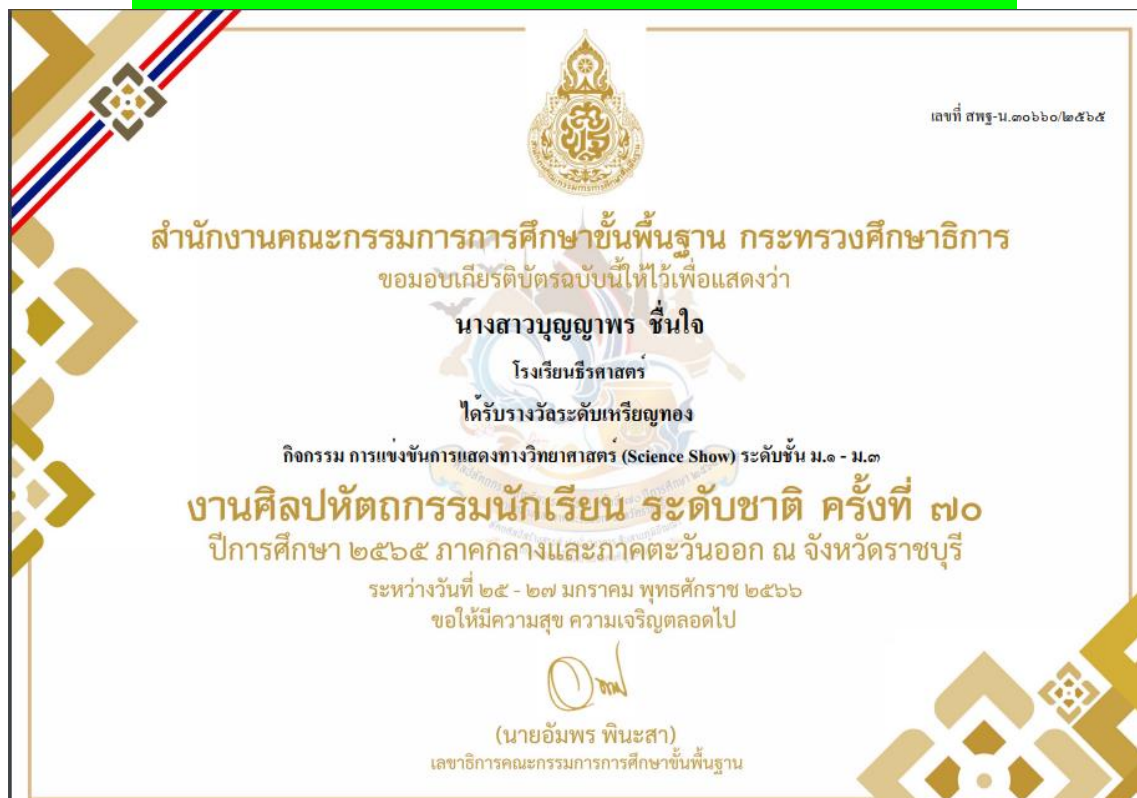 เลขที่ สพฐ-น.๓๐๖๖๐/๒๕๖๕
สำนักงานคณะกรรมการการศึกษาขั้นพื้นฐาน กระทรวงศึกษาธิการ
ขอมอบเกียรติบัตรฉบับนี้ให้ไว้เพื่อแสดงว่า
นางสาวบุญญาพร ชื่นใจ
โรงเรียนธีรศาสตร์
ได้รับรางวัลระดับเหรียญทอง
กิจกรรม การแข่งขันการแสดงทางวิทยาศาสตร์ (Science Show) ระดับชั้น ม.๑ - ม.๓
งานศิลปหัตถกรรมนักเรียน ระดับชาติ ครั้งที่ ๗๐
ปีการศึกษา ๒๕๖๕ ภาคกลางและภาคตะวันออก ณ จังหวัดราชบุรี
ระหว่างวันที่ ๒๕ - ๒๗ มกราคม พุทธศักราช ๒๕๖๖
ขอให้มีความสุข ความเจริญตลอดไป
(นายอัมพร พินะสา)
เลขาธิการคณะกรรมการการศึกษาขั้นพื้นฐาน